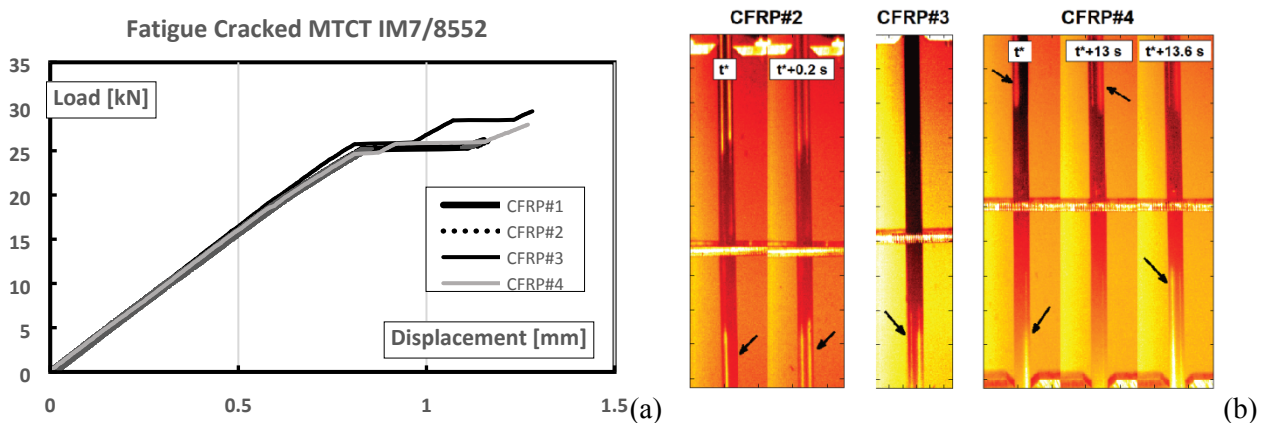 Fatigue Cracked MTCT IM7/8552
35
30
25
20
15
10
5
0
Load [kN]
CFRP#1
CFRP#2
CFRP#3
CFRP#4
Displacement [mm]
0 0.5 1 1.5
(a)
CFRP#2 CFRP#3 CFRP#4
t* t*+0.2 s t* t*+13 s t*+13.6 s
(b)